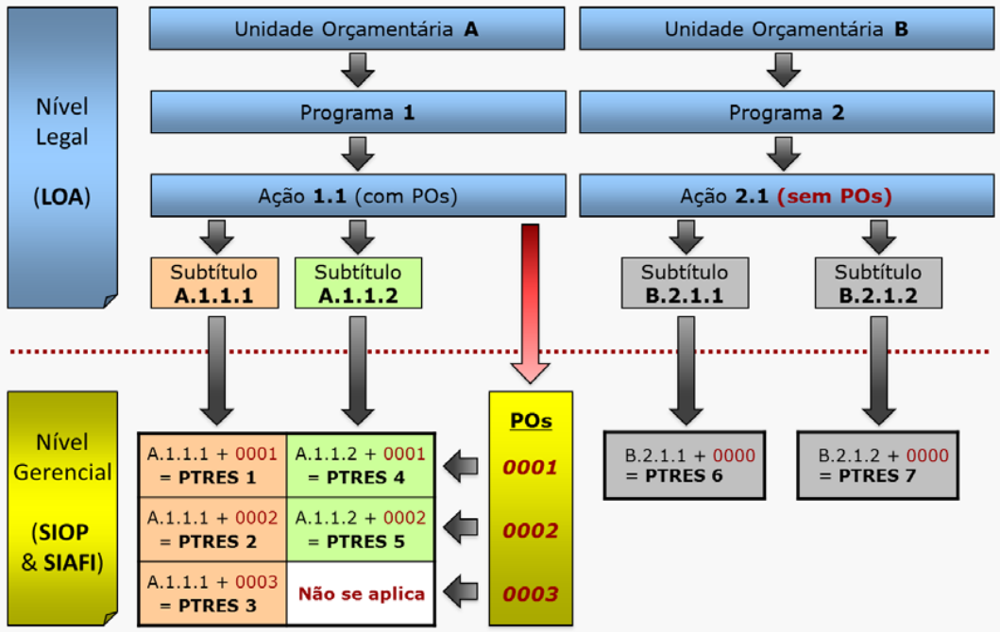 Nível
Legal
(LOA)
Unidade Orçamentária A
Programa 1
Ação 1.1 (com POs)
Subtítulo
A.1.1.1
Subtítulo
A.1.1.2
Unidade Orçamentária B
Programa 2
Ação 2.1 (sem POs)
Subtítulo
B.2.1.1
Subtítulo
B.2.1.2
Nível
Gerencial
(SIOP
& SIAFI)
A.1.1.1 + 0001
= PTRES 1
A.1.1.2 + 0001
= PTRES 4
A.1.1.1 + 0002
= PTRES 2
A.1.1.2 + 0002
= PTRES 5
A.1.1.1 + 0003
= PTRES 3
Não se aplica
POs
0001
0002
0003
B.2.1.1 + 0000
= PTRES 6
B.2.1.2 + 0000
= PTRES 7